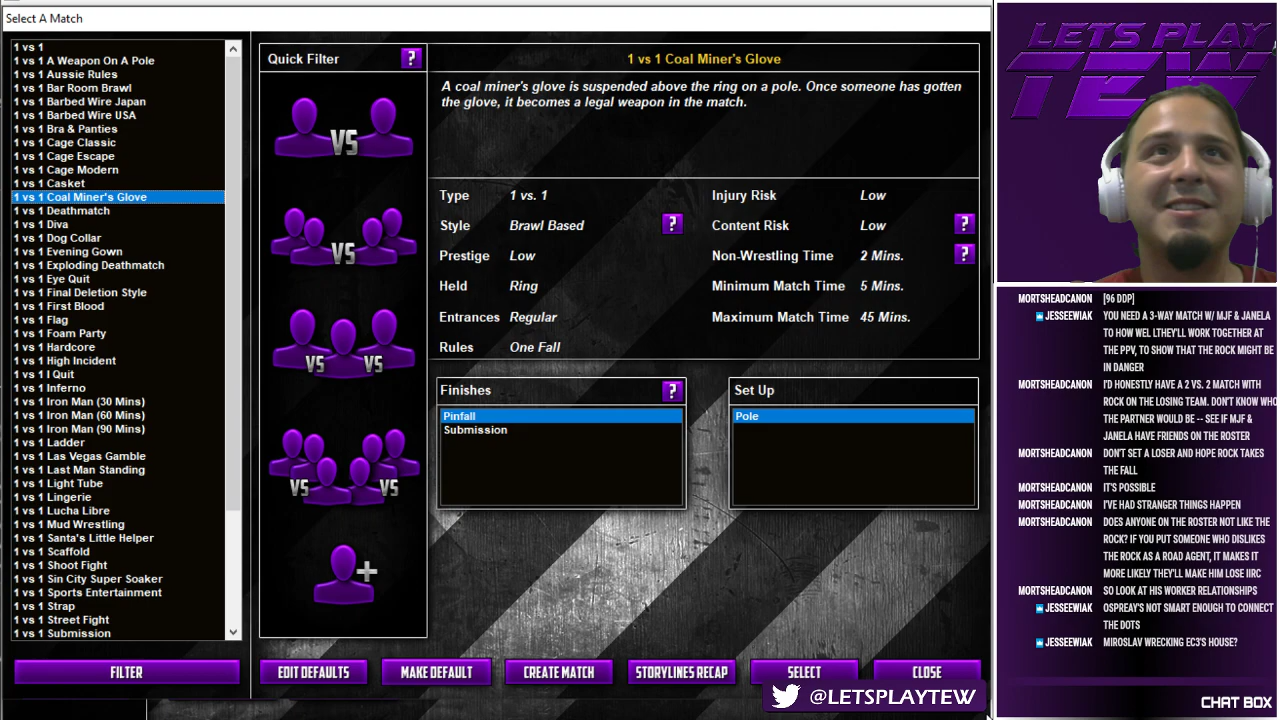 Select A Match
1 vs 1
1 vs 1 A Weapon On A Pole
1 vs 1 Aussie Rules
1 vs 1 Bar Room Brawl
1 vs 1 Barbed Wire Japan
1 vs 1 Barbed Wire USA
1 vs 1 Bra & Panties
1 vs 1 Cage Classic
1 vs 1 Cage Escape
1 vs 1 Cage Modern
1 vs 1 Casket
1 vs 1 Coal Miner's Glove
1 vs 1 Deathmatch
1 vs 1 Diva
1 vs 1 Dog Collar
1 vs 1 Evening Gown
1 vs 1 Exploding Deathmatch
1 vs 1 Eye Quit
1 vs 1 Final Deletion Style
1 vs 1 First Blood
1 vs 1 Flag
1 vs 1 Foam Party
1 vs 1 Hardcore
1 vs 1 High Incident
1 vs 1 I Quit
1 vs 1 Inferno
1 vs 1 Iron Man (30 Mins)
1 vs 1 Iron Man (60 Mins)
1 vs 1 Iron Man (90 Mins)
1 vs 1 Ladder
1 vs 1 Las Vegas Gamble
1 vs 1 Last Man Standing
1 vs 1 Light Tube
1 vs 1 Lingerie
1 vs 1 Lucha Libre
1 vs 1 Mud Wrestling
1 vs 1 Santa's Little Helper
1 vs 1 Scaffold
1 vs 1 Shoot Fight
1 vs 1 Sin City Super Soaker
1 vs 1 Sports Entertainment
1 vs 1 Strap
1 vs 1 Street Fight
1 vs 1 Submission
FILTER
Quick Filter ?
VS
VS
VS VS
VS VS
+
1 vs 1 Coal Miner's Glove
A coal miner's glove is suspended above the ring on a pole. Once someone has gotten
the glove, it becomes a legal weapon in the match.
Type 1 vs. 1
Style Brawl Based ?
Prestige Low
Held Ring
Entrances Regular
Rules One Fall
Injury Risk Low
Content Risk Low ?
Non-Wrestling Time 2 Mins. ?
Minimum Match Time 5 Mins.
Maximum Match Time 45 Mins.
Finishes ?
Pinfall
Submission
Set Up
Pole
EDIT DEFAULTS
MAKE DEFAULT
CREATE MATCH
STORYLINES RECAP
SELECT
CLOSE
@LETSPLAYTEW
LETS PLAY
TEW
MORTSHEADCANON [96 DDP]
JESSEEWIAK YOU NEED A 3-WAY MATCH W/ MJF & JANELA
TO HOW WEL LTHEY'LL WORK TOGETHER AT
THE PPV, TO SHOW THAT THE ROCK MIGHT BE
IN DANGER
MORTSHEADCANON I'D HONESTLY HAVE A 2 VS. 2 MATCH WITH
ROCK ON THE LOSING TEAM. DON'T KNOW WHO
THE PARTNER WOULD BE -- SEE IF MJF &
JANELA HAVE FRIENDS ON THE ROSTER
MORTSHEADCANON DON'T SET A LOSER AND HOPE ROCK TAKES
THE FALL
MORTSHEADCANON IT'S POSSIBLE
MORTSHEADCANON I'VE HAD STRANGER THINGS HAPPEN
MORTSHEADCANON DOES ANYONE ON THE ROSTER NOT LIKE THE
ROCK? IF YOU PUT SOMEONE WHO DISLIKES
THE ROCK AS A ROAD AGENT, IT MAKES IT
MORE LIKELY THEY'LL MAKE HIM LOSE IIRC
MORTSHEADCANON SO LOOK AT HIS WORKER RELATIONSHIPS
JESSEEWIAK OSPREAY'S NOT SMART ENOUGH TO CONNECT
THE DOTS
JESSEEWIAK MIROSLAV WRECKING EC3'S HOUSE?
CHAT BOX